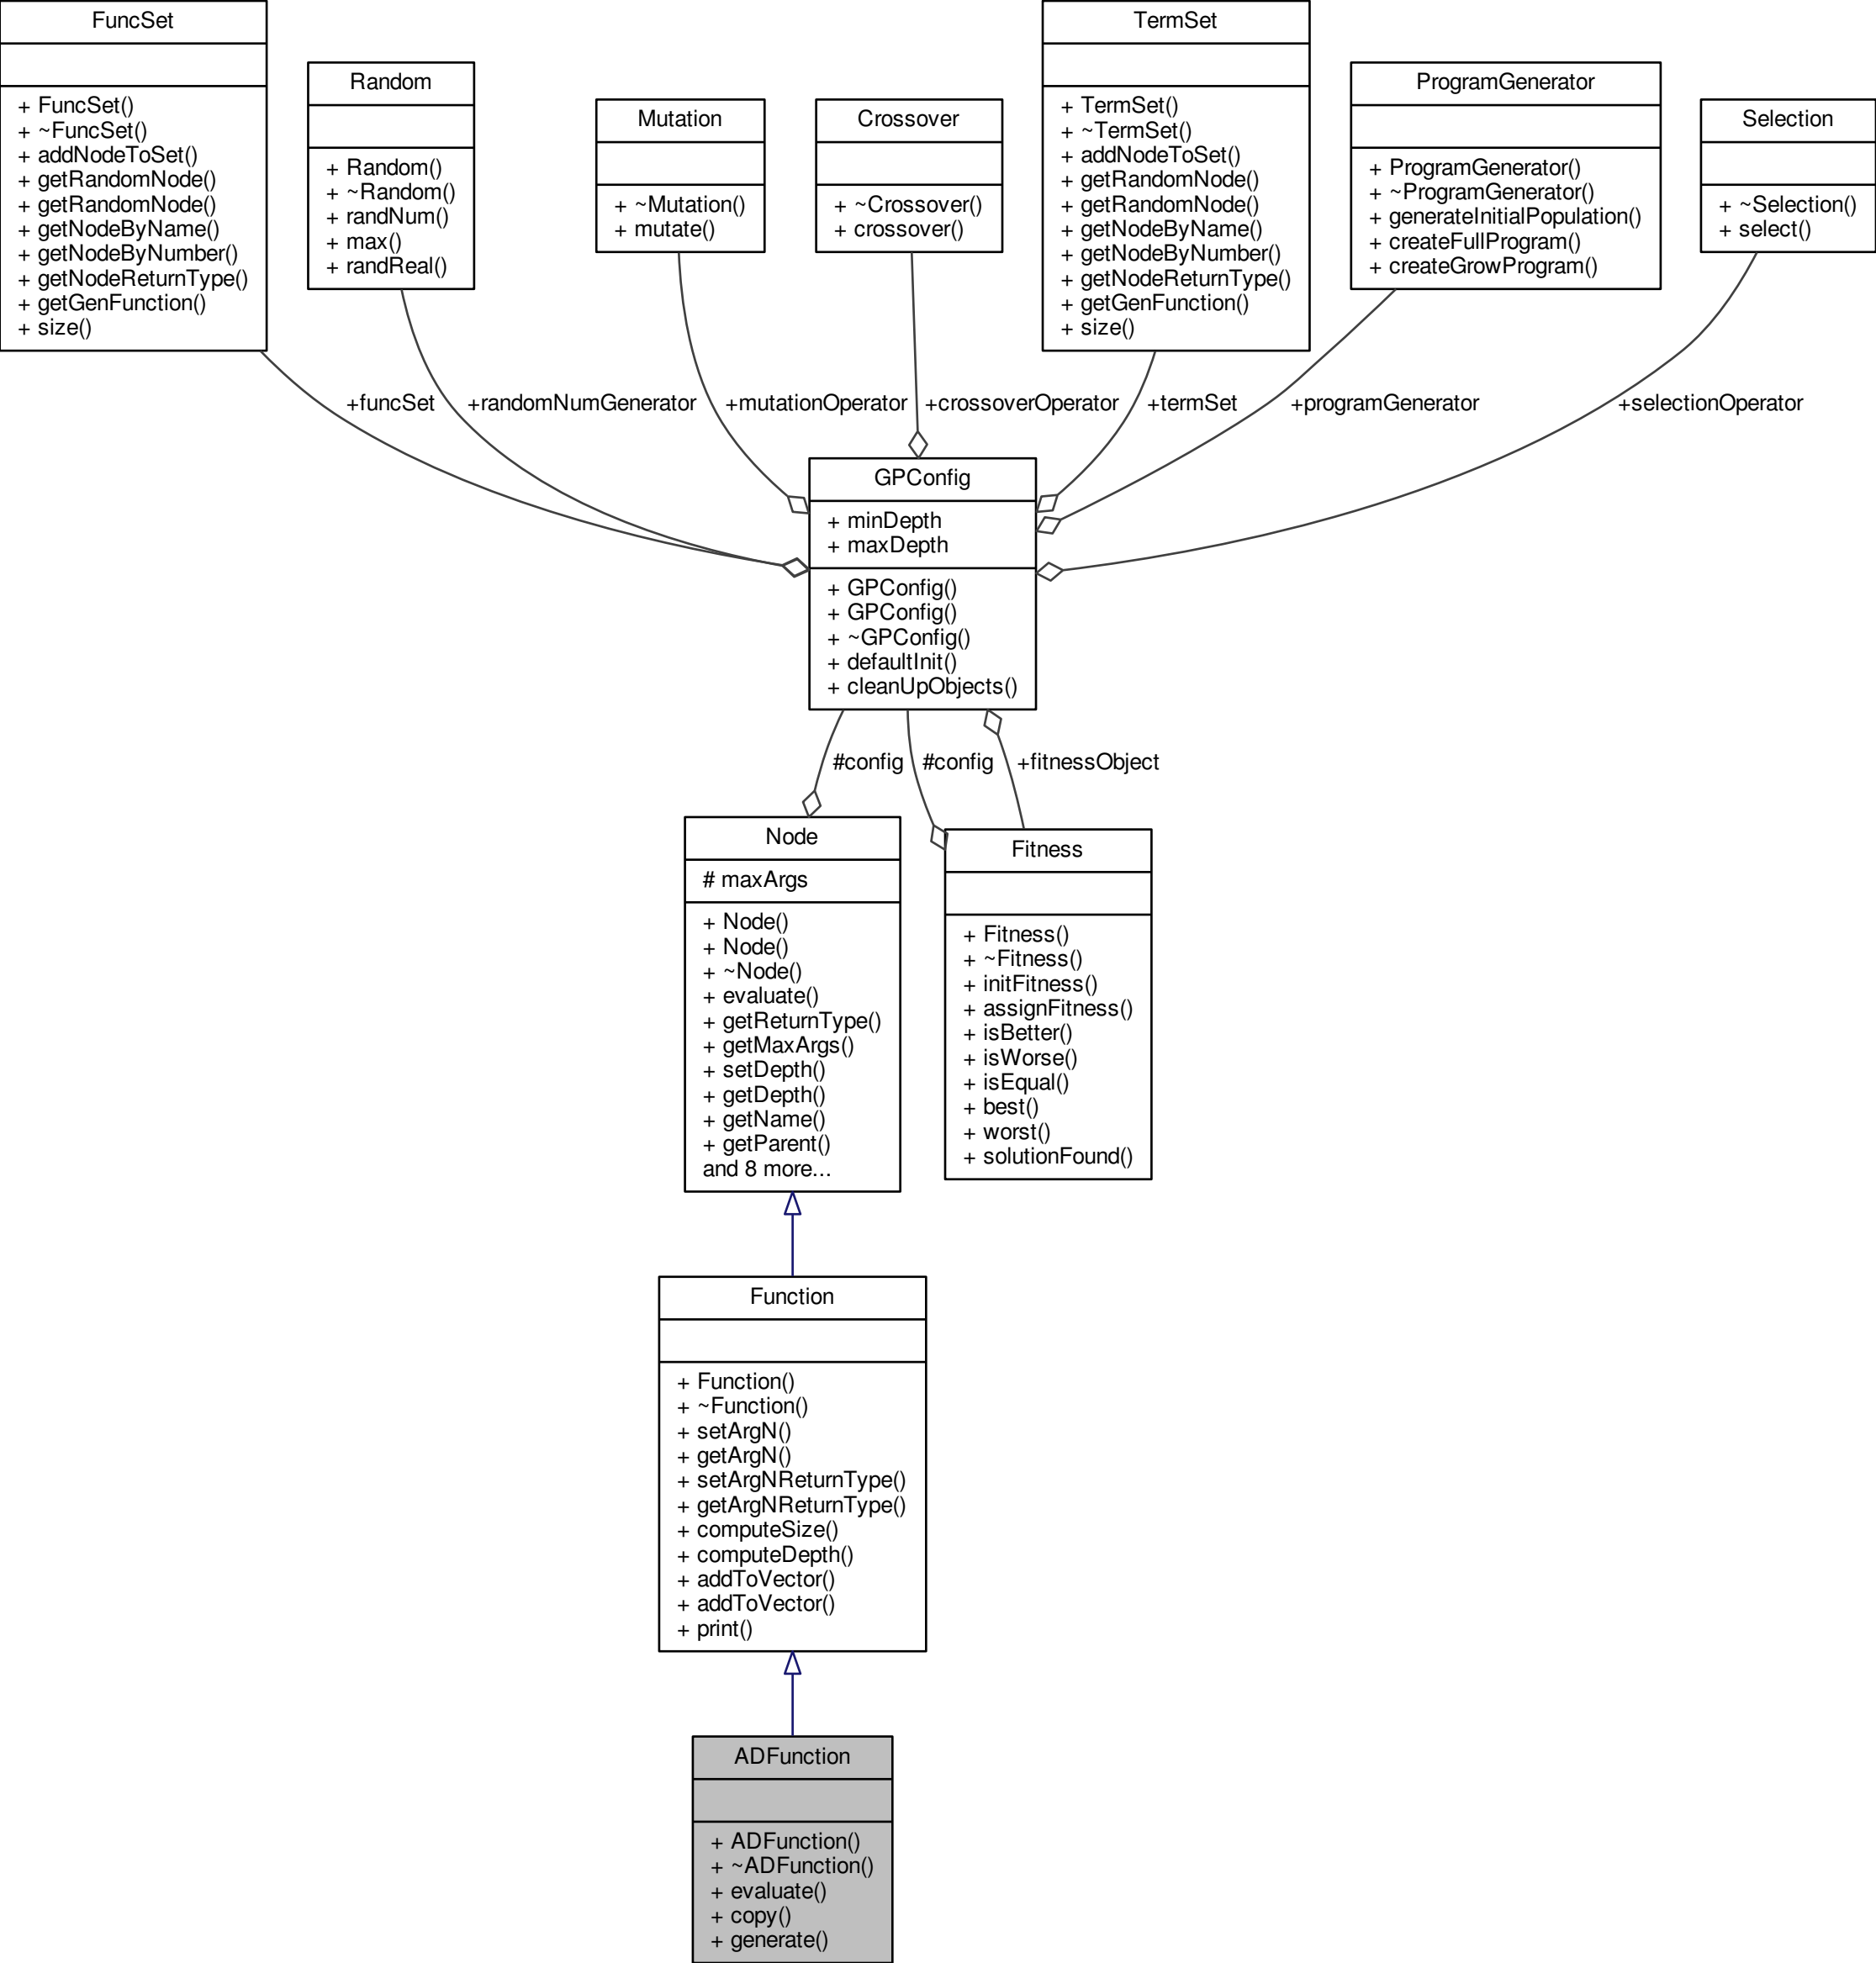 FuncSet
+ FuncSet()
+ ~FuncSet()
+ addNodeToSet()
+ getRandomNode()
+ getRandomNode()
+ getNodeByName()
+ getNodeByNumber()
+ getNodeReturnType()
+ getGenFunction()
+ size()
Random
+ Random()
+ ~Random()
+ randNum()
+ max()
+ randReal()
Mutation
+ ~Mutation()
+ mutate()
Crossover
+ ~Crossover()
+ crossover()
TermSet
+ TermSet()
+ ~TermSet()
+ addNodeToSet()
+ getRandomNode()
+ getRandomNode()
+ getNodeByName()
+ getNodeByNumber()
+ getNodeReturnType()
+ getGenFunction()
+ size()
ProgramGenerator
+ ProgramGenerator()
+ ~ProgramGenerator()
+ generateInitialPopulation()
+ createFullProgram()
+ createGrowProgram()
Selection
+ ~Selection()
+ select()
+funcSet
+randomNumGenerator
+mutationOperator
+crossoverOperator
+termSet
+programGenerator
+selectionOperator
GPConfig
+ minDepth
+ maxDepth
+ GPConfig()
+ GPConfig()
+ ~GPConfig()
+ defaultInit()
+ cleanUpObjects()
#config
#config
+fitnessObject
Node
# maxArgs
+ Node()
+ Node()
+ ~Node()
+ evaluate()
+ getReturnType()
+ getMaxArgs()
+ setDepth()
+ getDepth()
+ getName()
+ getParent()
and 8 more...
Fitness
+ Fitness()
+ ~Fitness()
+ initFitness()
+ assignFitness()
+ isBetter()
+ isWorse()
+ isEqual()
+ best()
+ worst()
+ solutionFound()
Function
+ Function()
+ ~Function()
+ setArgN()
+ getArgN()
+ setArgNReturnType()
+ getArgNReturnType()
+ computeSize()
+ computeDepth()
+ addToVector()
+ addToVector()
+ print()
ADFunction
+ ADFunction()
+ ~ADFunction()
+ evaluate()
+ copy()
+ generate()